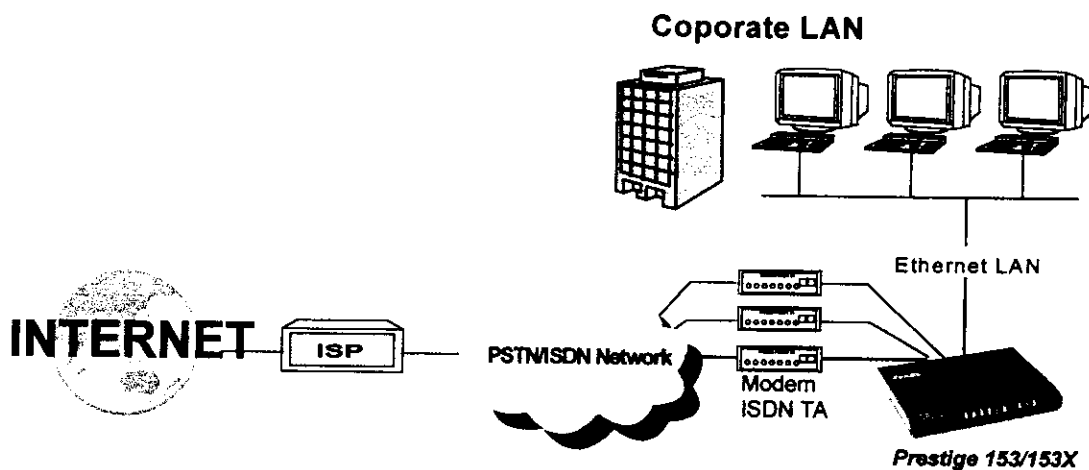 Coporate LAN
Ethernet LAN
INTERNET
ISP
PSTN/ISDN Network
Modem
ISDN TA
Prestige 153/153X